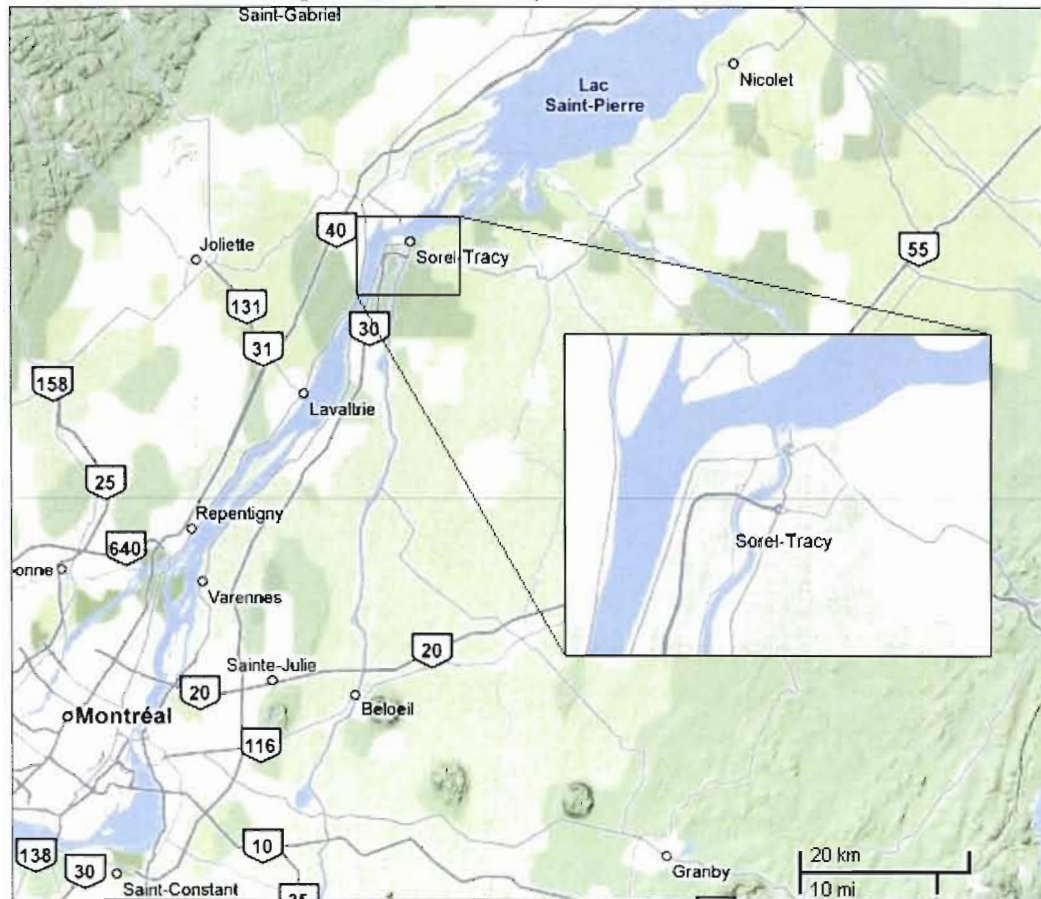 Saint-Gabriel
Nicolet
Lac
Saint-Pierre
40
Joliette
Sorel-Tracy
55
131
30
31
158
Lavaltrie
25
Repentigny
Sorel-Tracy
640
onne
Varennes
Sainte-Julie
20
20
Montréal
Beloeil
116
20 km
138
30
10
Granby
10 mi
Saint-Constant
35